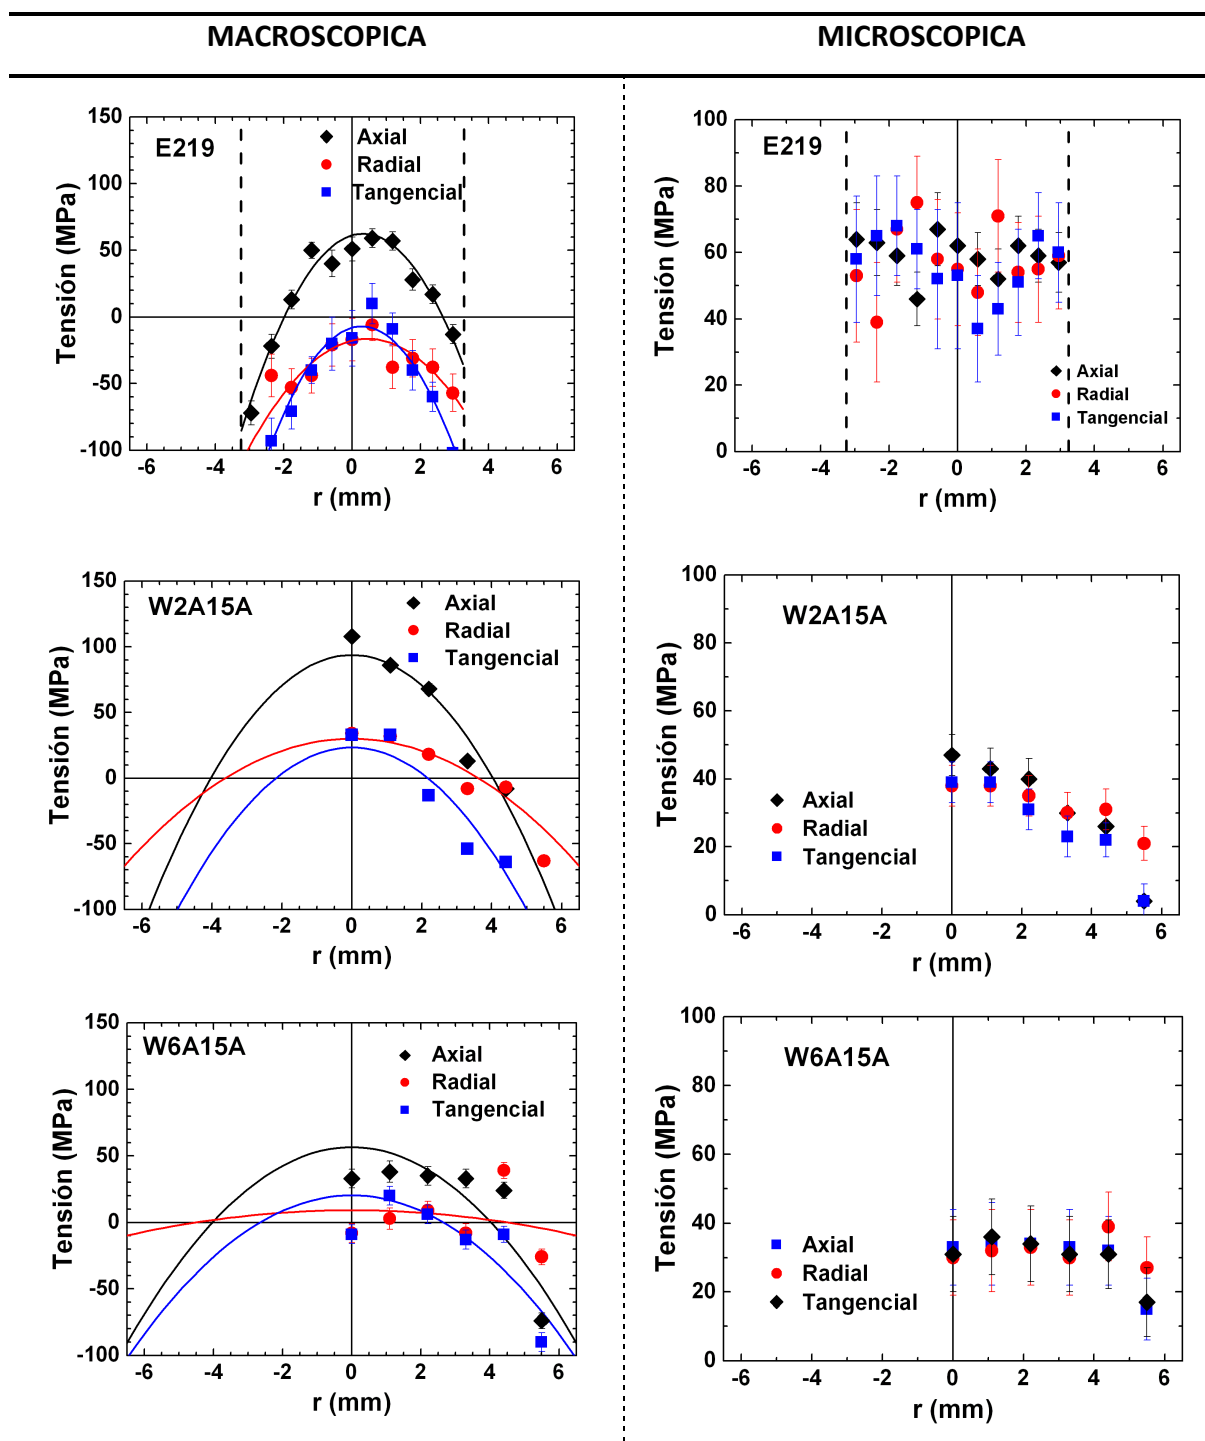 MACROSCOPICA
MICROSCOPICA
E219
Axial
Radial
Tangencial
150
100
50
0
-50
-100
Tensión (MPa)
-6 -4 -2 0 2 4 6
r (mm)
E219
Axial
Radial
Tangencial
100
80
60
40
20
0
Tensión (MPa)
-6 -4 -2 0 2 4 6
r (mm)
W2A15A
Axial
Radial
Tangencial
150
100
50
0
-50
-100
Tensión (MPa)
-6 -4 -2 0 2 4 6
r (mm)
W2A15A
Axial
Radial
Tangencial
100
80
60
40
20
0
Tensión (MPa)
-6 -4 -2 0 2 4 6
r (mm)
W6A15A
Axial
Radial
Tangencial
150
100
50
0
-50
-100
Tensión (MPa)
-6 -4 -2 0 2 4 6
r (mm)
W6A15A
Axial
Radial
Tangencial
100
80
60
40
20
0
Tensión (MPa)
-6 -4 -2 0 2 4 6
r (mm)